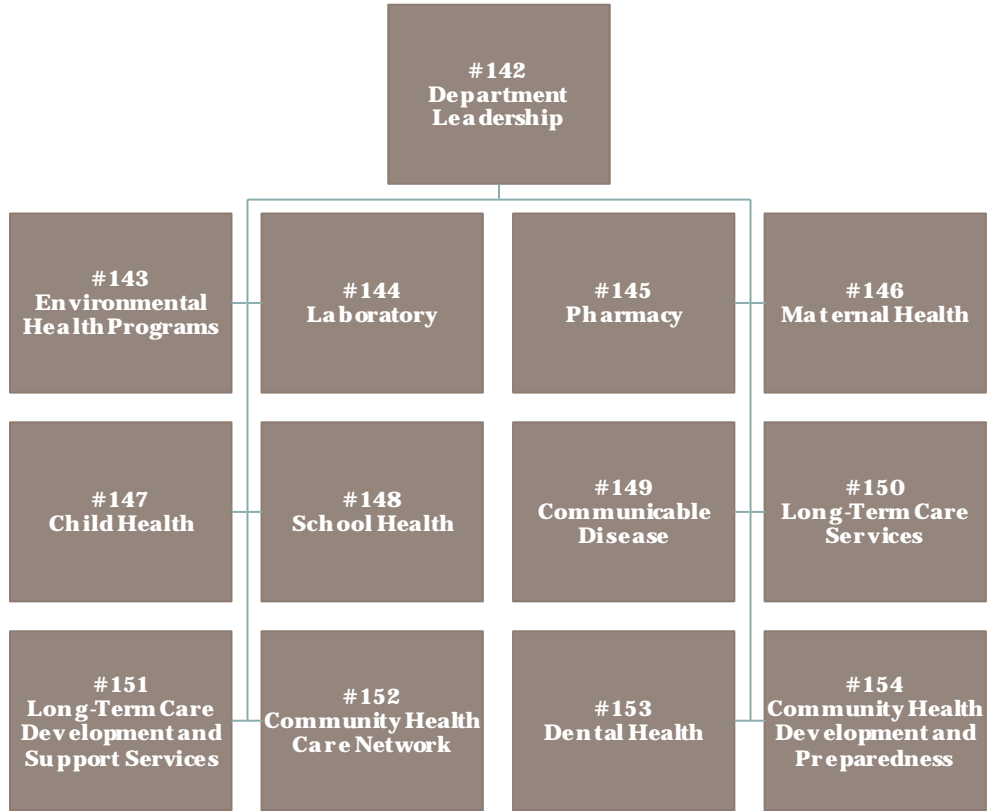 #142
Department
Leadership
#143
Environmental
Health Programs
#144
Laboratory
#145
Pharmacy
#146
Maternal Health
#147
Child Health
#148
School Health
#149
Communicable
Disease
#150
Long-Term Care
Services
#151
Long-Term Care
Development and
Support Services
#152
Community Health
Care Network
#153
Dental Health
#154
Community Health
Development and
Preparedness